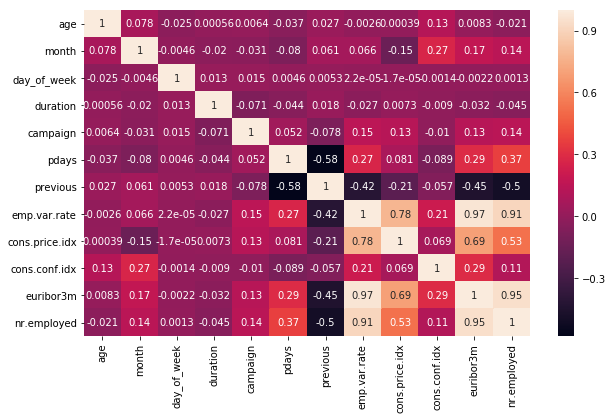 age 1 0.078 -0.025 0.00056 0.0064 -0.037 0.027 -0.0026 0.00039 0.13 0.0083 -0.021
month 0.078 1 -0.0046 -0.02 -0.031 -0.08 0.061 0.066 -0.15 0.27 0.17 0.14
day_of_week -0.025 -0.0046 1 0.013 0.015 0.0046 0.0053 2.2e-05 -1.7e-05 -0.0014 -0.0022 0.0013
duration 0.00056 -0.02 0.013 1 -0.071 -0.044 0.018 -0.027 0.0073 -0.009 -0.032 -0.045
campaign 0.0064 -0.031 0.015 -0.071 1 0.052 -0.078 0.15 0.13 -0.01 0.13 0.14
pdays -0.037 -0.08 0.0046 -0.044 0.052 1 -0.58 0.27 0.081 -0.089 0.29 0.37
previous 0.027 0.061 0.0053 0.018 -0.078 -0.58 1 -0.42 -0.21 -0.057 -0.45 -0.5
emp.var.rate -0.0026 0.066 2.2e-05 -0.027 0.15 0.27 -0.42 1 0.78 0.21 0.97 0.91
cons.price.idx 0.00039 -0.15 -1.7e-05 0.0073 0.13 0.081 -0.21 0.78 1 0.069 0.69 0.53
cons.conf.idx 0.13 0.27 -0.0014 -0.009 -0.01 -0.089 -0.057 0.21 0.069 1 0.29 0.11
euribor3m 0.0083 0.17 -0.0022 -0.032 0.13 0.29 -0.45 0.97 0.69 0.29 1 0.95
nr.employed -0.021 0.14 0.0013 -0.045 0.14 0.37 -0.5 0.91 0.53 0.11 0.95 1
age month day_of_week duration campaign pdays previous emp.var.rate cons.price.idx cons.conf.idx euribor3m nr.employed
0.9
0.6
0.3
0.0
−0.3